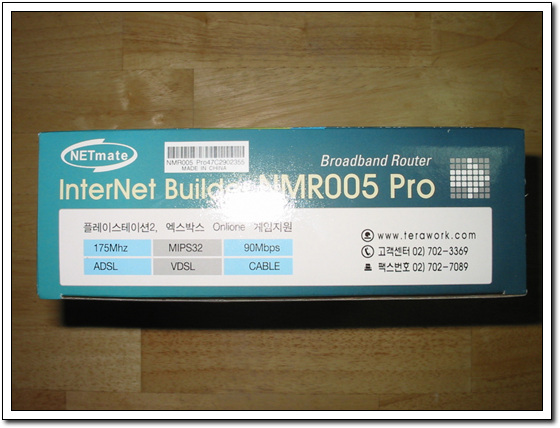 NETmate
NMR005 Pro47C2902355
MADE IN CHINA
Broadband Router
InterNet Builder NMR005 Pro
플레이스테이션2, 엑스박스 Onlione 게임지원
175Mhz MIPS32 90Mbps
ADSL VDSL CABLE
www.terawork.com
고객센터 02) 702-3369
팩스번호 02) 702-7089